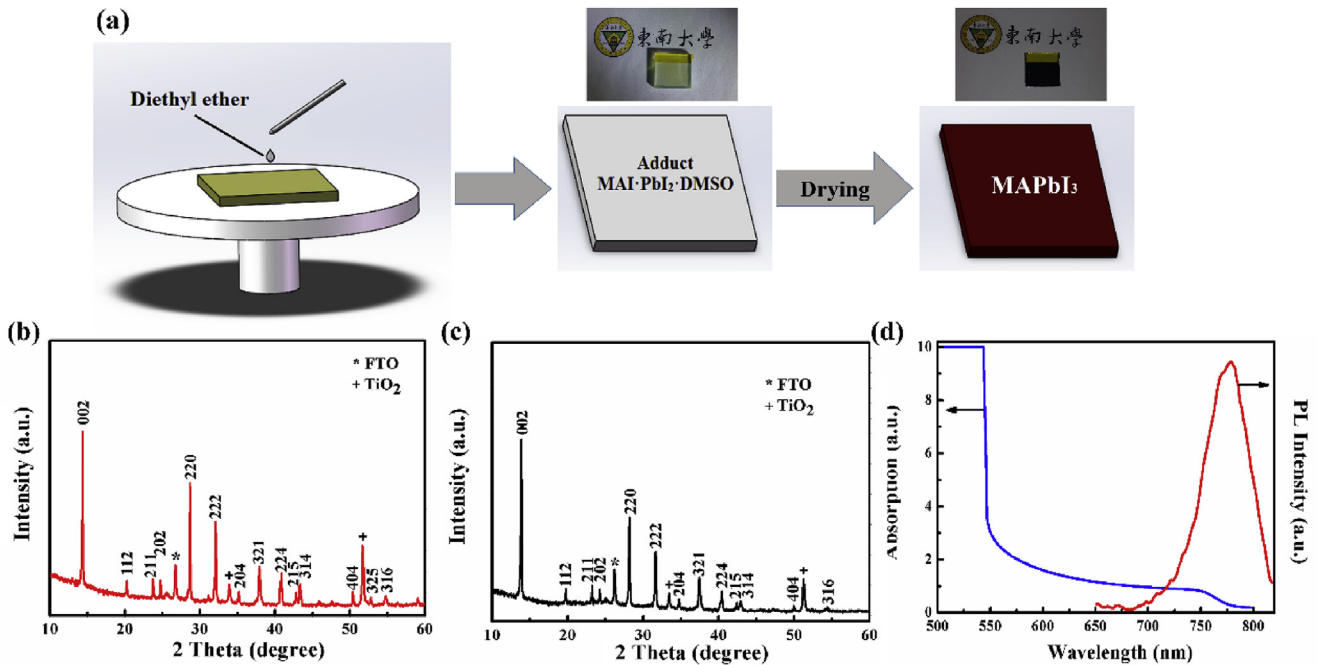 (a)
Diethyl ether
東南大學
Adduct
MAI·PbI₂·DMSO
Drying
東南大學
MAPbI₃
(b)
Intensity (a.u.)
* FTO
+ TiO₂
002
112
211
202
*
220
222
+
204
321
224
215
314
404
+
325
316
10 20 30 40 50 60
2 Theta (degree)
(c)
Intensity (a.u.)
* FTO
+ TiO₂
002
112
211
202
*
220
222
+
204
321
224
215
314
404
+
316
10 20 30 40 50 60
2 Theta (degree)
(d)
Absorption (a.u.)
10
8
6
4
2
0
500 550 600 650 700 750 800
Wavelength (nm)
PL Intensity (a.u.)